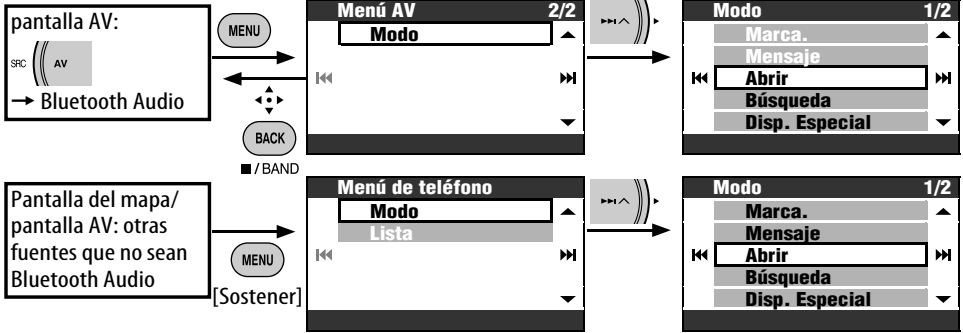 pantalla AV:
SRC AV
→ Bluetooth Audio
MENU
BACK
■/BAND
Menú AV 2/2
Modo
Modo 1/2
Marca.
Mensaje
Abrir
Búsqueda
Disp. Especial
Pantalla del mapa/
pantalla AV: otras
fuentes que no sean
Bluetooth Audio
MENU
[Sostener]
Menú de teléfono
Modo
Lista
Modo 1/2
Marca.
Mensaje
Abrir
Búsqueda
Disp. Especial